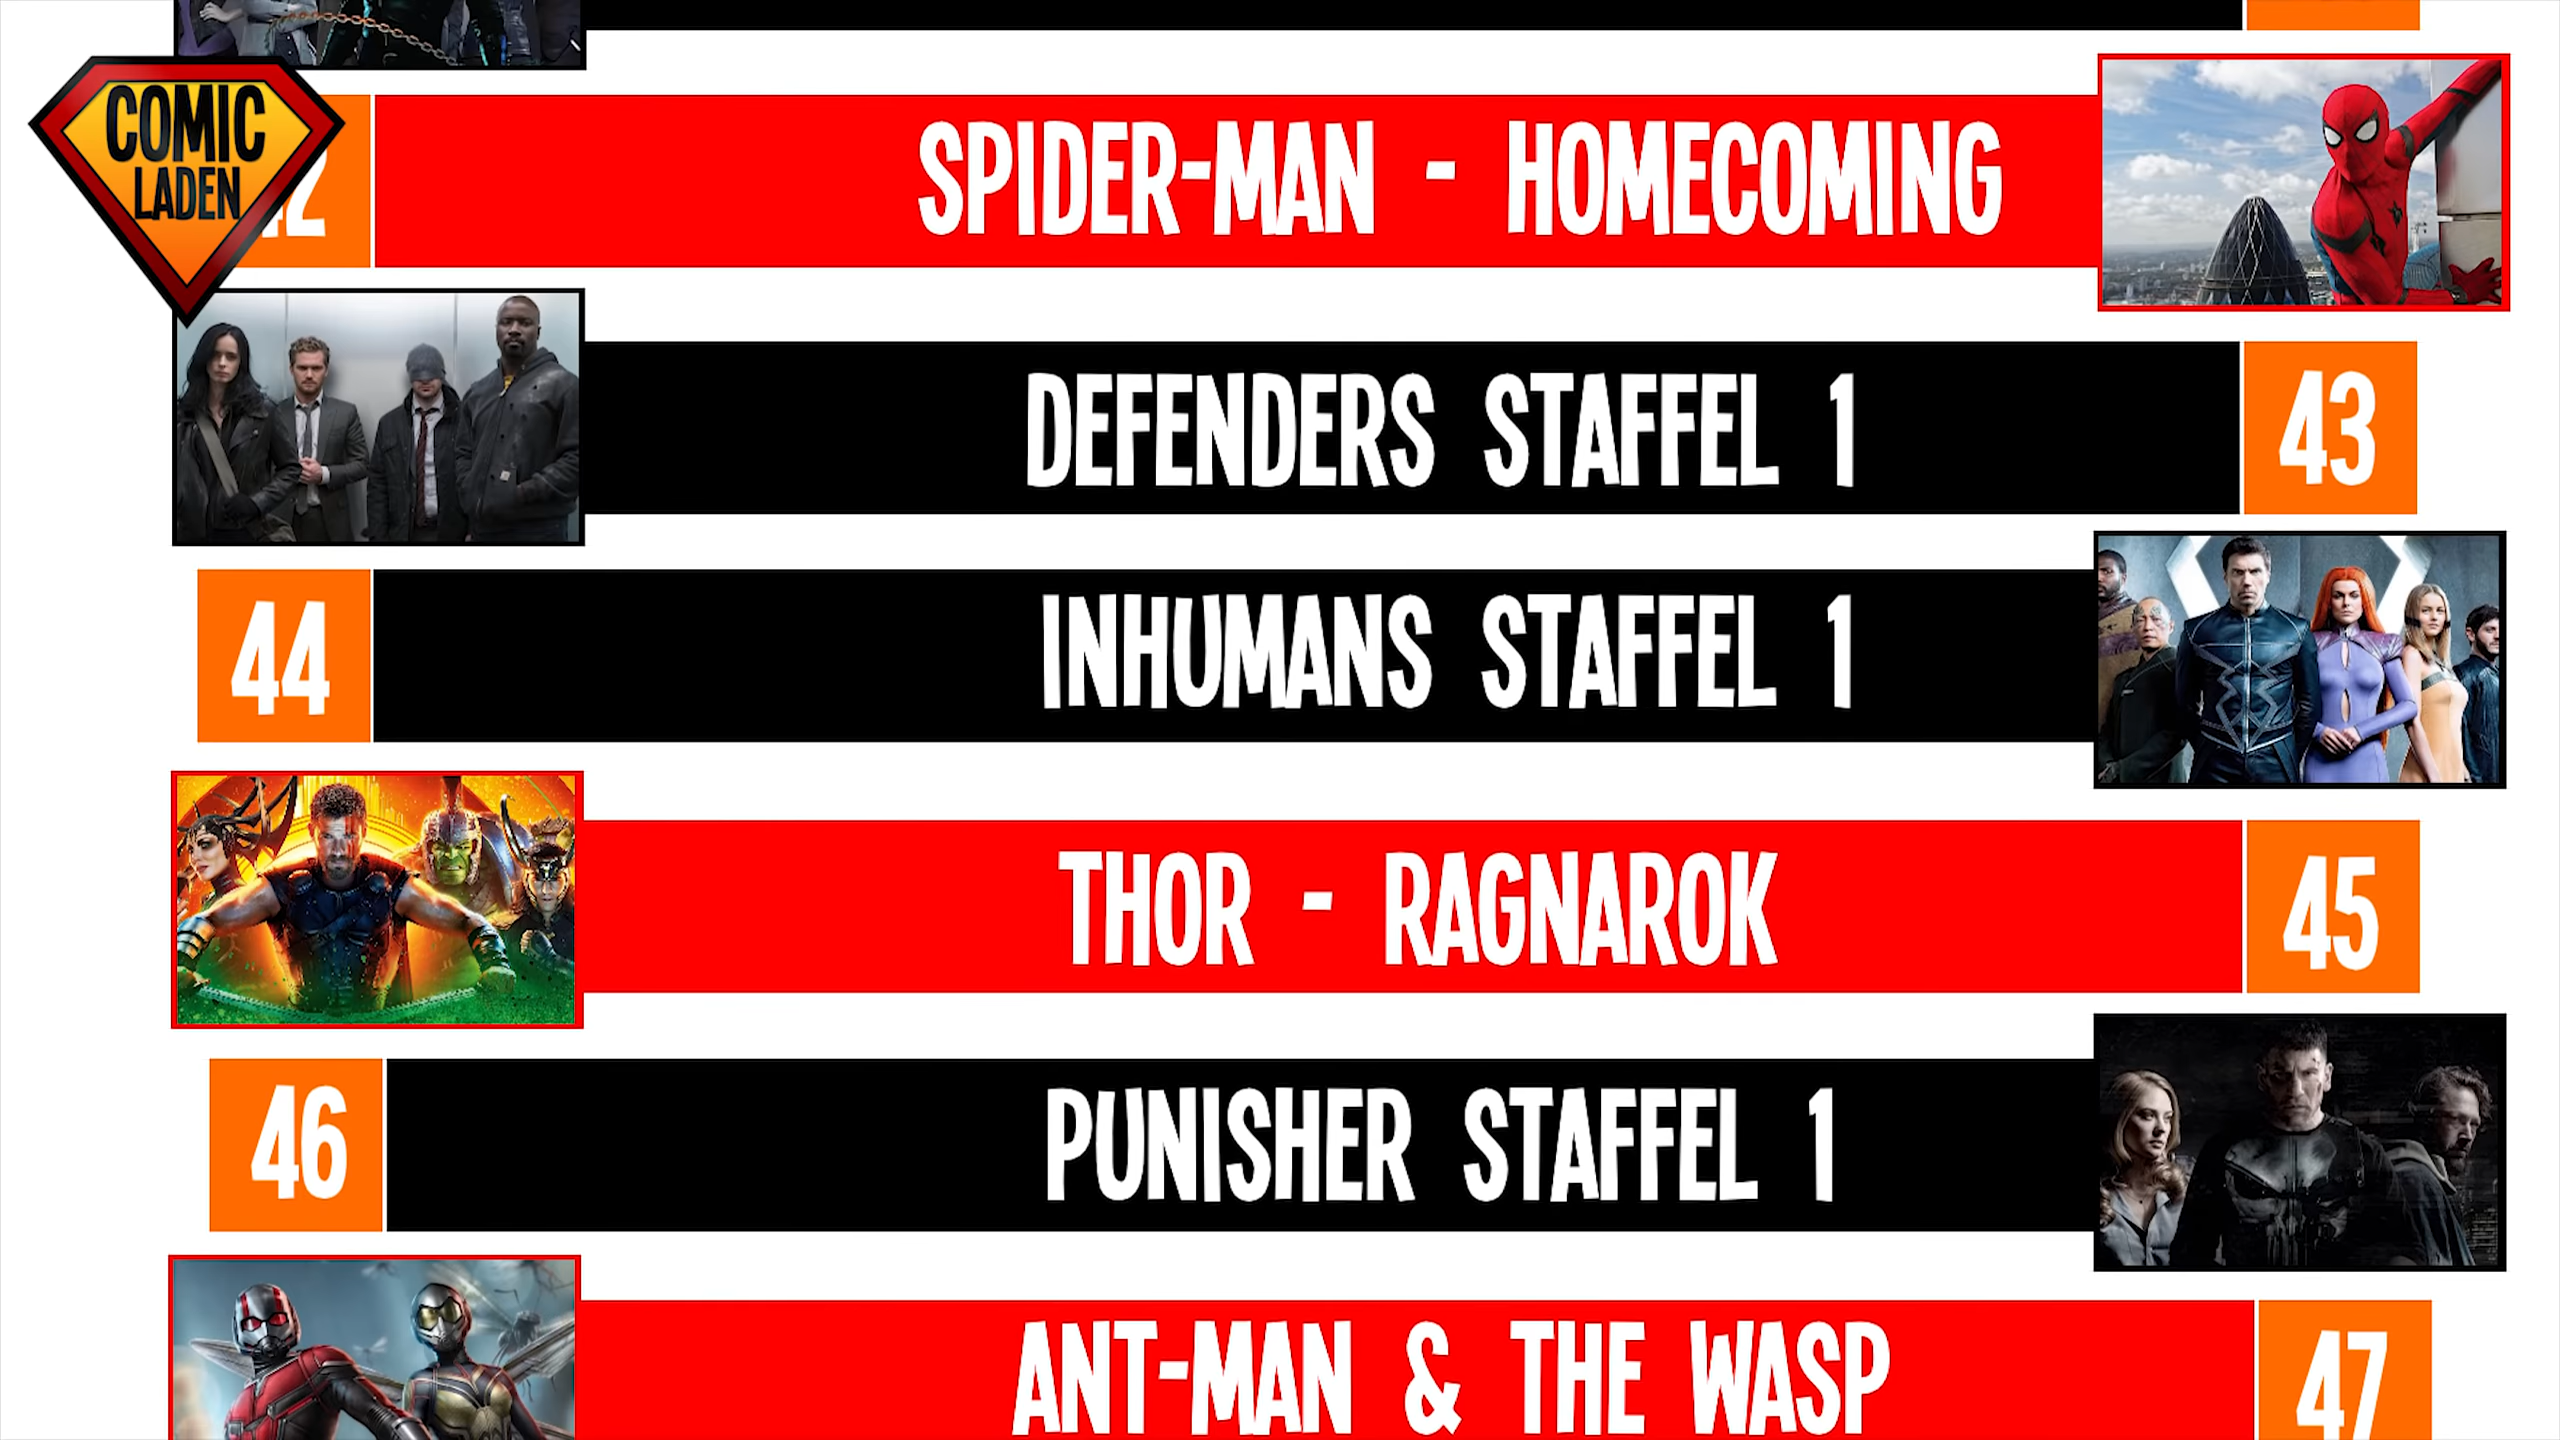 COMIC
LADEN
42
SPIDER-MAN - HOMECOMING
DEFENDERS STAFFEL 1
43
44
INHUMANS STAFFEL 1
THOR - RAGNAROK
45
46
PUNISHER STAFFEL 1
ANT-MAN & THE WASP
47